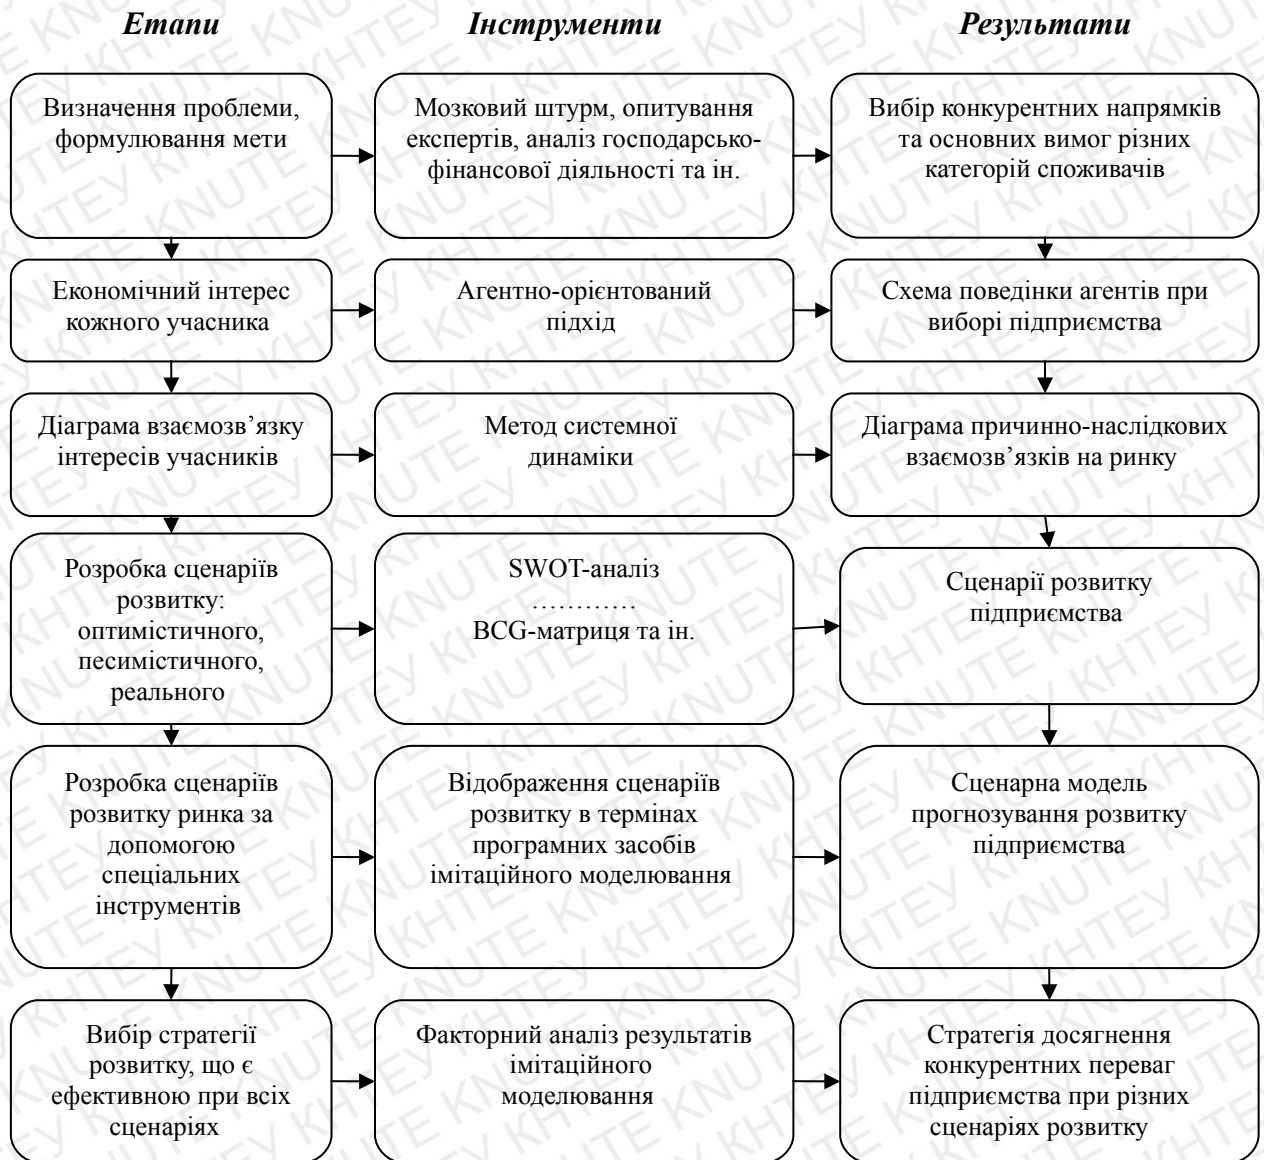 Етапи
Інструменти
Результати
Визначення проблеми,
формулювання мети
Мозковий штурм, опитування
експертів, аналіз господарсько-
фінансової діяльності та ін.
Вибір конкурентних напрямків
та основних вимог різних
категорій споживачів
Економічний інтерес
кожного учасника
Агентно-орієнтований
підхід
Схема поведінки агентів при
виборі підприємства
Діаграма взаємозв’язку
інтересів учасників
Метод системної
динаміки
Діаграма причинно-наслідкових
взаємозв’язків на ринку
Розробка сценаріїв
розвитку:
оптимістичного,
песимістичного,
реального
SWOT-аналіз
…………
BCG-матриця та ін.
Сценарії розвитку
підприємства
Розробка сценаріїв
розвитку ринка за
допомогою
спеціальних
інструментів
Відображення сценаріїв
розвитку в термінах
програмних засобів
імітаційного моделювання
Сценарна модель
прогнозування розвитку
підприємства
Вибір стратегії
розвитку, що є
ефективною при всіх
сценаріях
Факторний аналіз результатів
імітаційного
моделювання
Стратегія досягнення
конкурентних переваг
підприємства при різних
сценаріях розвитку